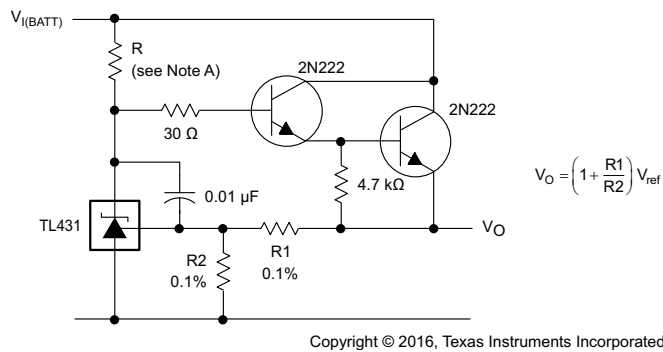 V_I(BATT)
R
(see Note A)
30 Ω
2N222
2N222
4.7 kΩ
0.01 μF
TL431
R2
0.1%
R1
0.1%
V_O
V_O = (1 + R1/R2) V_ref
Copyright © 2016, Texas Instruments Incorporated